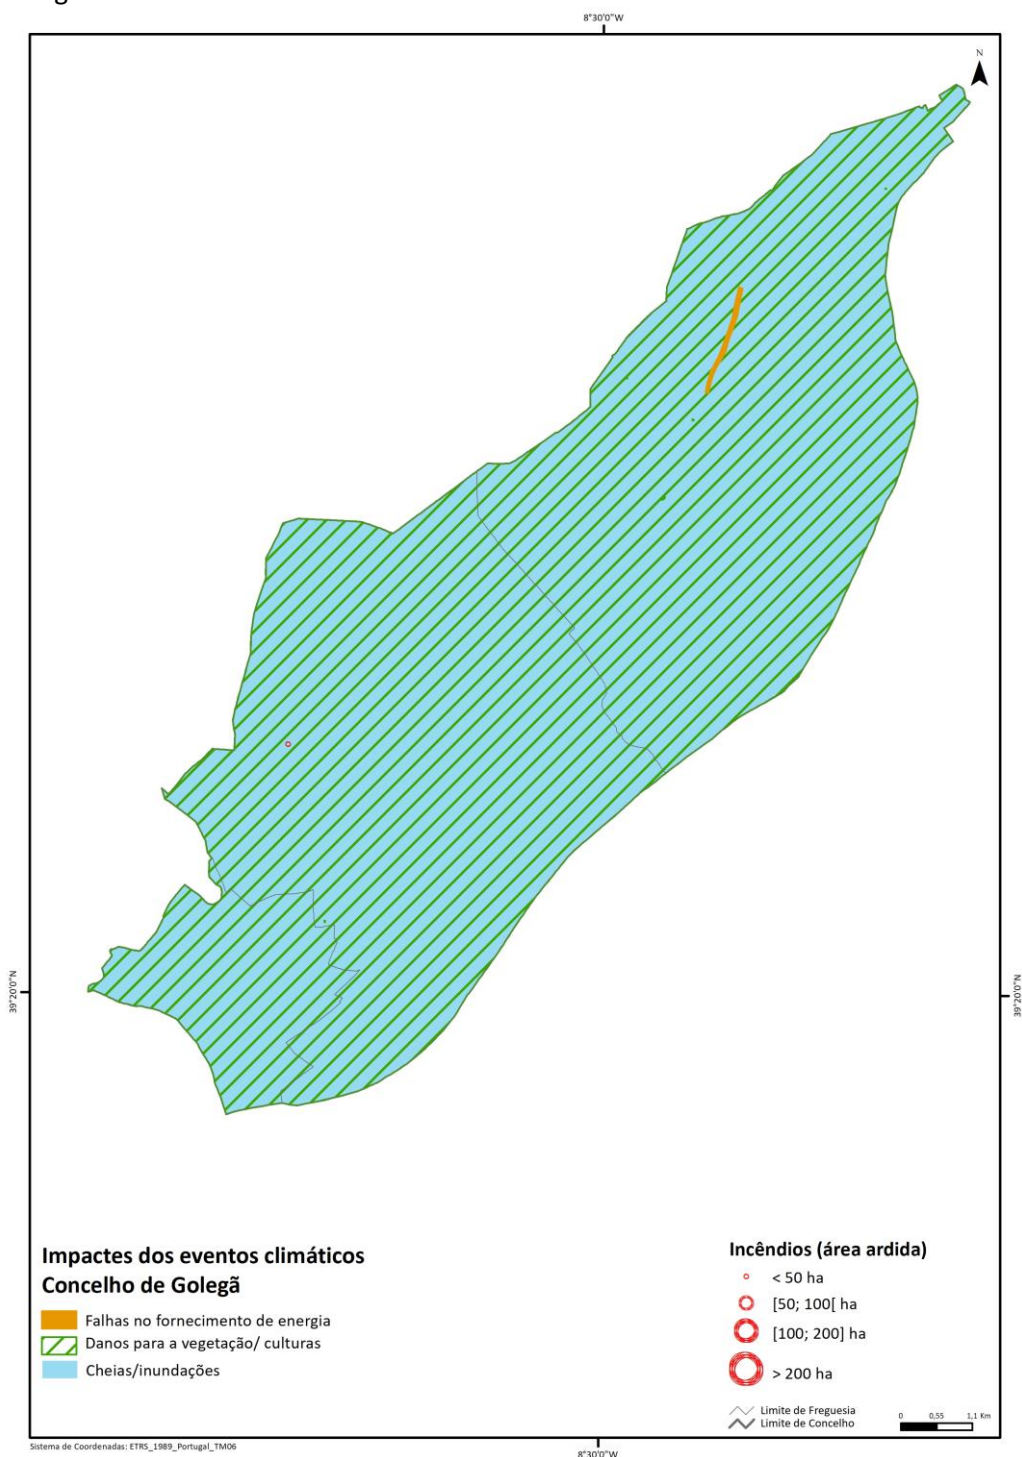 8°30'0"W
N
39°20'0"N
39°20'0"N
Impactes dos eventos climáticos
Concelho de Golegã
Falhas no fornecimento de energia
Danos para a vegetação/ culturas
Cheias/inundações
Incêndios (área ardida)
< 50 ha
[50; 100[ ha
[100; 200] ha
> 200 ha
Limite de Freguesia
Limite de Concelho
0 0,55 1,1 Km
Sistema de Coordenadas: ETRS_1989_Portugal_TM06
8°30'0"W